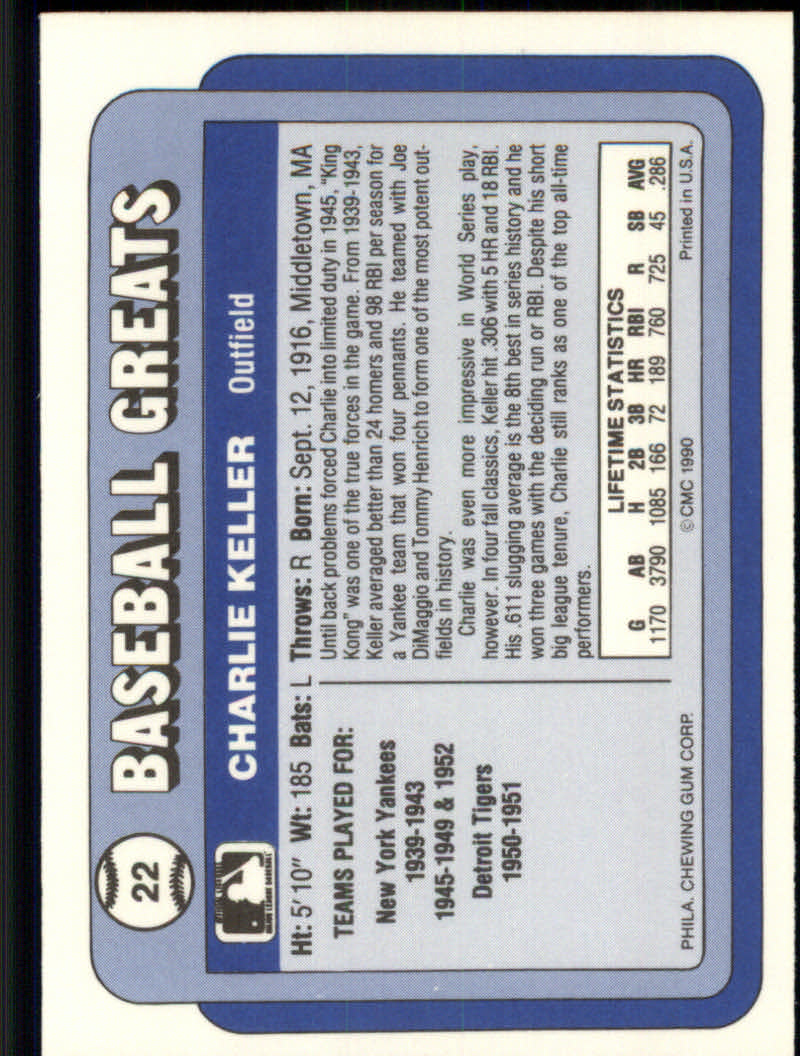 22
BASEBALL GREATS
CHARLIE KELLER Outfield
MAJOR LEAGUE BASEBALL
Ht: 5' 10" Wt: 185 Bats: L Throws: R Born: Sept. 12, 1916, Middletown, MA
TEAMS PLAYED FOR:
New York Yankees
1939-1943
1945-1949 & 1952
Detroit Tigers
1950-1951
Until back problems forced Charlie into limited duty in 1945, "King
Kong" was one of the true forces in the game. From 1939-1943,
Keller averaged better than 24 homers and 98 RBI per season for
a Yankee team that won four pennants. He teamed with Joe
DiMaggio and Tommy Henrich to form one of the most potent out-
fields in history.
Charlie was even more impressive in World Series play,
however. In four fall classics, Keller hit .306 with 5 HR and 18 RBI.
His .611 slugging average is the 8th best in series history and he
won three games with the deciding run or RBI. Despite his short
big league tenure, Charlie still ranks as one of the top all-time
performers.
LIFETIME STATISTICS
G AB H 2B 3B HR RBI R SB AVG
1170 3790 1085 166 72 189 760 725 45 .286
PHILA. CHEWING GUM CORP. © CMC 1990 Printed in U.S.A.